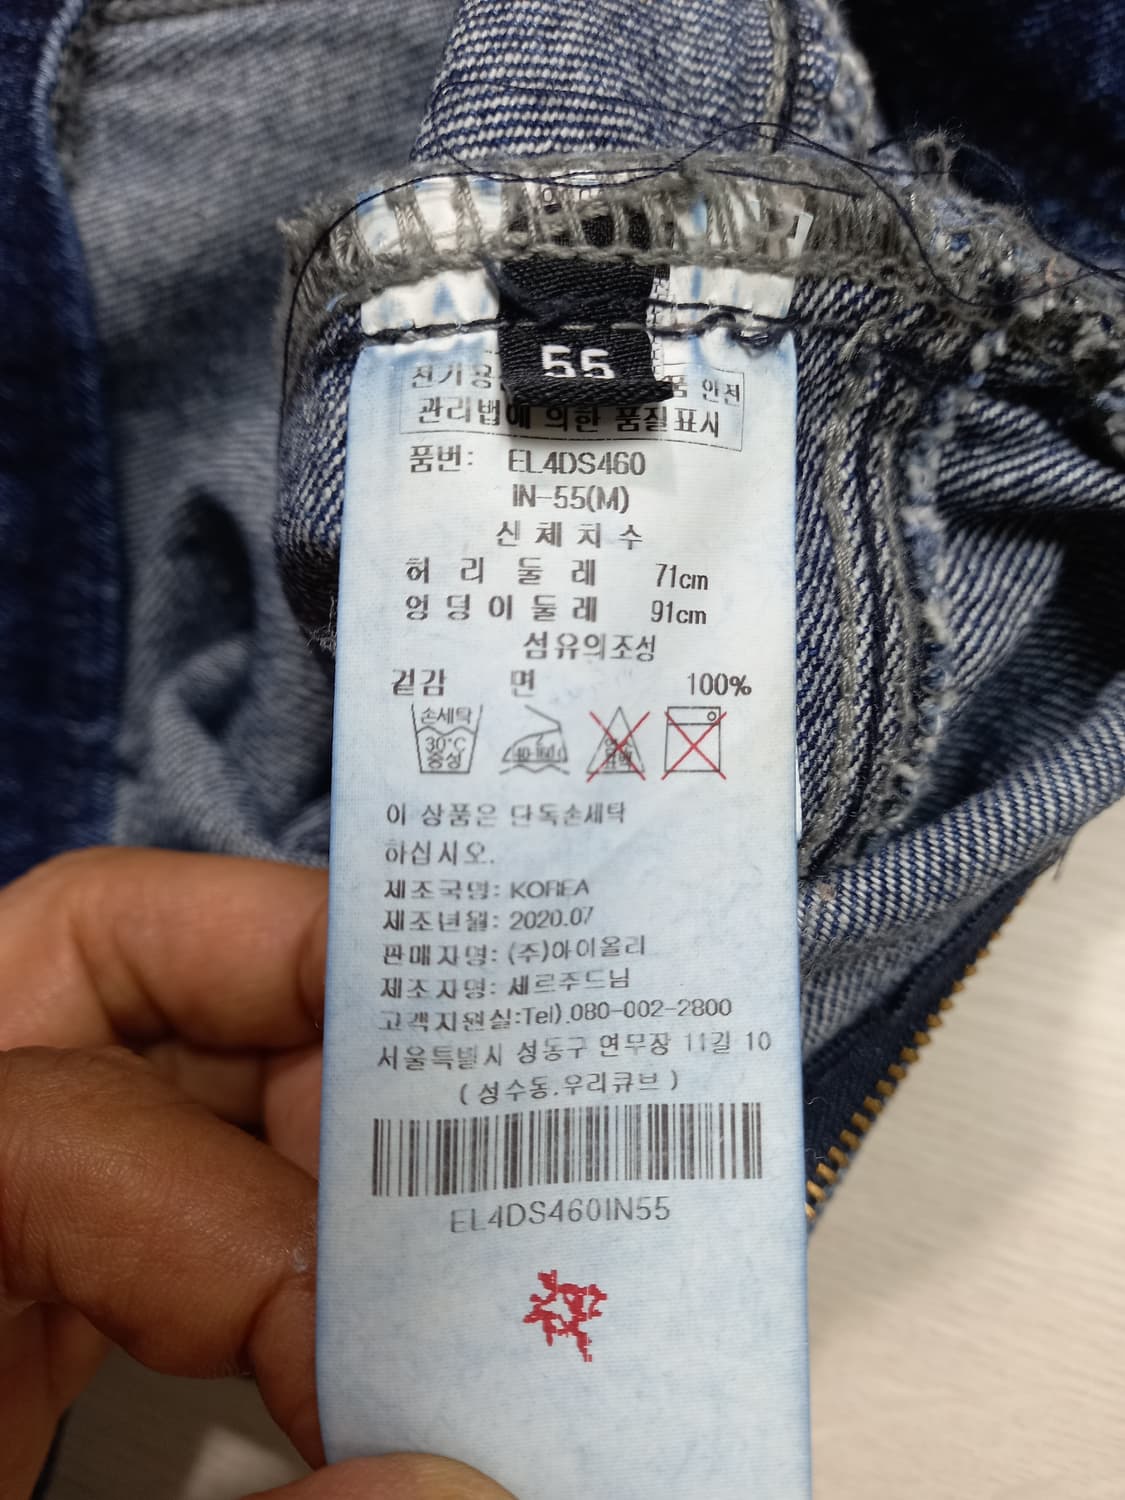 55
전기용 품 안전
관리법에 의한 품질표시
품번: EL4DS460
IN-55(M)
신체치수
허리둘레 71cm
엉덩이둘레 91cm
섬유의조성
겉감 면 100%
손세탁
30°C
중성
이 상품은 단독손세탁
하십시오.
제조국명: KOREA
제조년월: 2020.07
판매자명: (주)아이올리
제조자명: 세르주드님
고객지원실:Tel).080-002-2800
서울특별시 성동구 연무장 11길 10
(성수동.우리큐브)
EL4DS460IN55